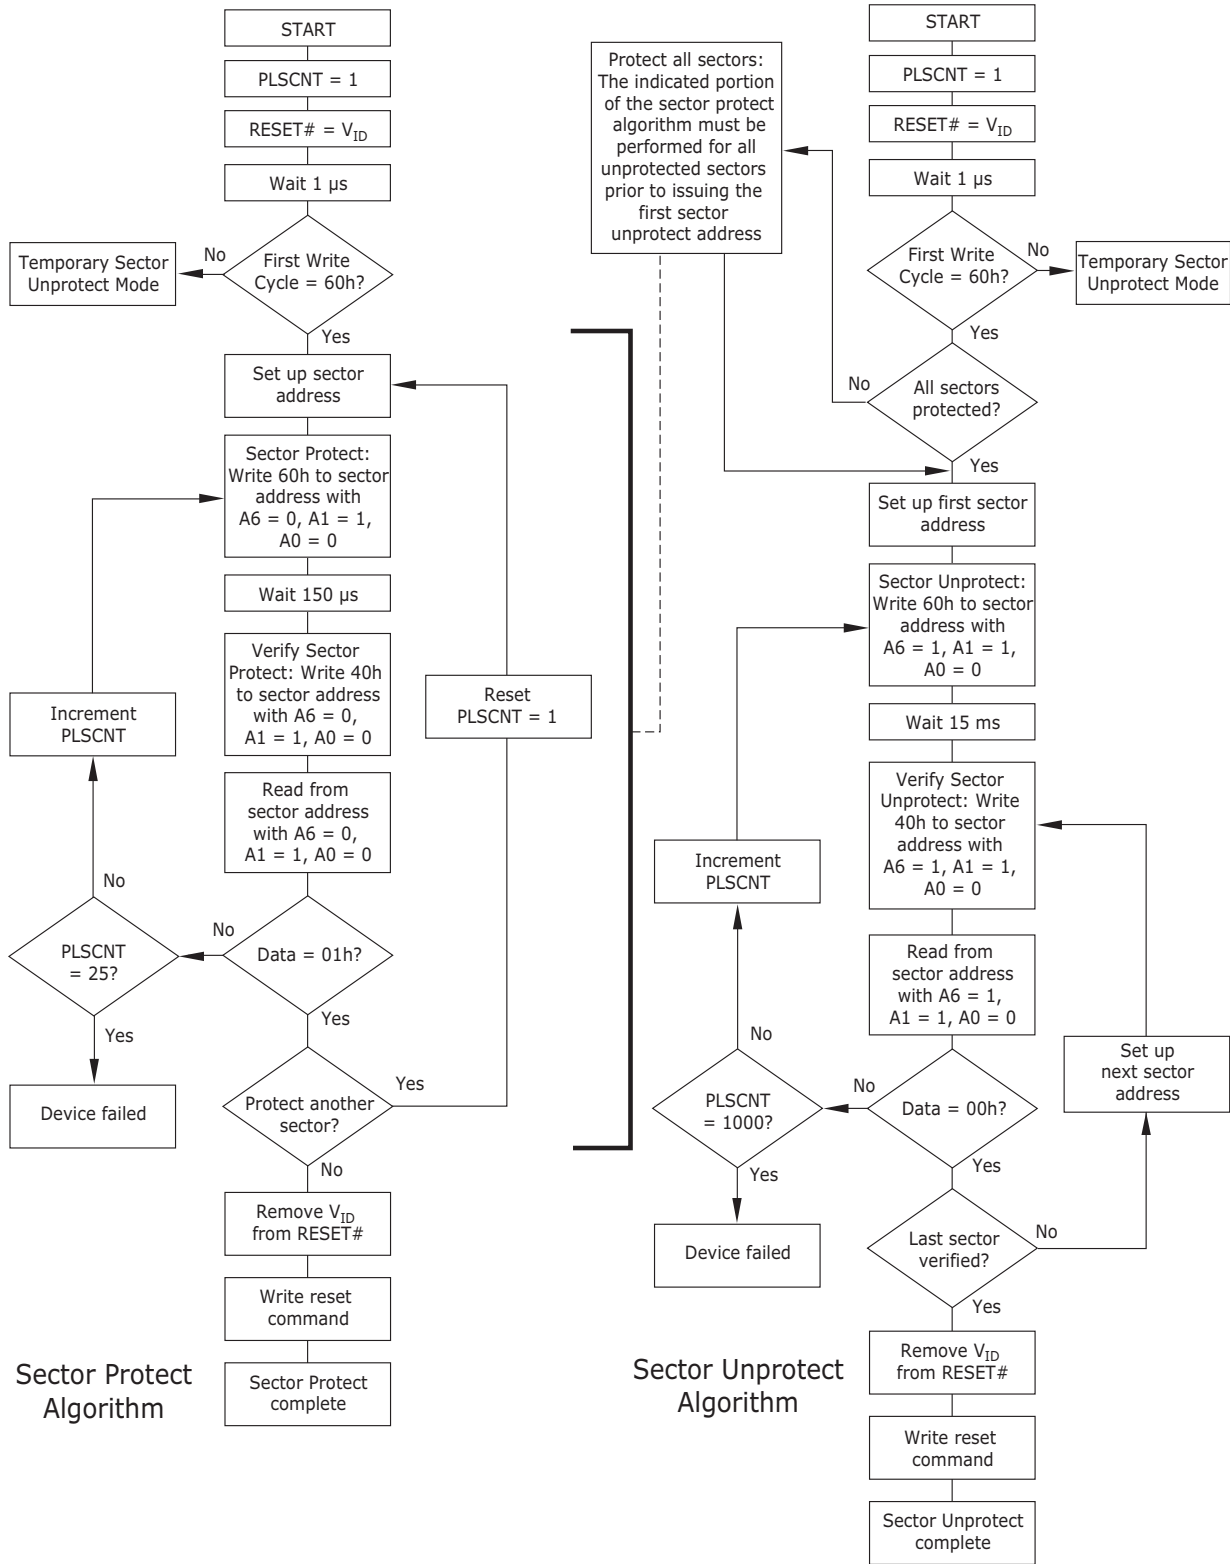 START
PLSCNT = 1
RESET# = VID
Wait 1 μs
First Write
Cycle = 60h?
No
Temporary Sector
Unprotect Mode
Yes
Set up sector
address
Sector Protect:
Write 60h to sector
address with
A6 = 0, A1 = 1,
A0 = 0
Wait 150 μs
Verify Sector
Protect: Write 40h
to sector address
with A6 = 0,
A1 = 1, A0 = 0
Increment
PLSCNT
Reset
PLSCNT = 1
Read from
sector address
with A6 = 0,
A1 = 1, A0 = 0
No
PLSCNT
= 25?
No
Data = 01h?
Yes
Yes
Device failed
Protect another
sector?
Yes
No
Remove VID
from RESET#
Write reset
command
Sector Protect
complete
Sector Protect
Algorithm
Protect all sectors:
The indicated portion
of the sector protect
algorithm must be
performed for all
unprotected sectors
prior to issuing the
first sector
unprotect address
START
PLSCNT = 1
RESET# = VID
Wait 1 μs
First Write
Cycle = 60h?
No
Temporary Sector
Unprotect Mode
Yes
No
All sectors
protected?
Yes
Set up first sector
address
Sector Unprotect:
Write 60h to sector
address with
A6 = 1, A1 = 1,
A0 = 0
Wait 15 ms
Verify Sector
Unprotect: Write
40h to sector
address with
A6 = 1, A1 = 1,
A0 = 0
Increment
PLSCNT
Read from
sector address
with A6 = 1,
A1 = 1, A0 = 0
No
PLSCNT
= 1000?
No
Data = 00h?
Set up
next sector
address
Yes
Yes
Device failed
Last sector
verified?
No
Yes
Remove VID
from RESET#
Write reset
command
Sector Unprotect
complete
Sector Unprotect
Algorithm